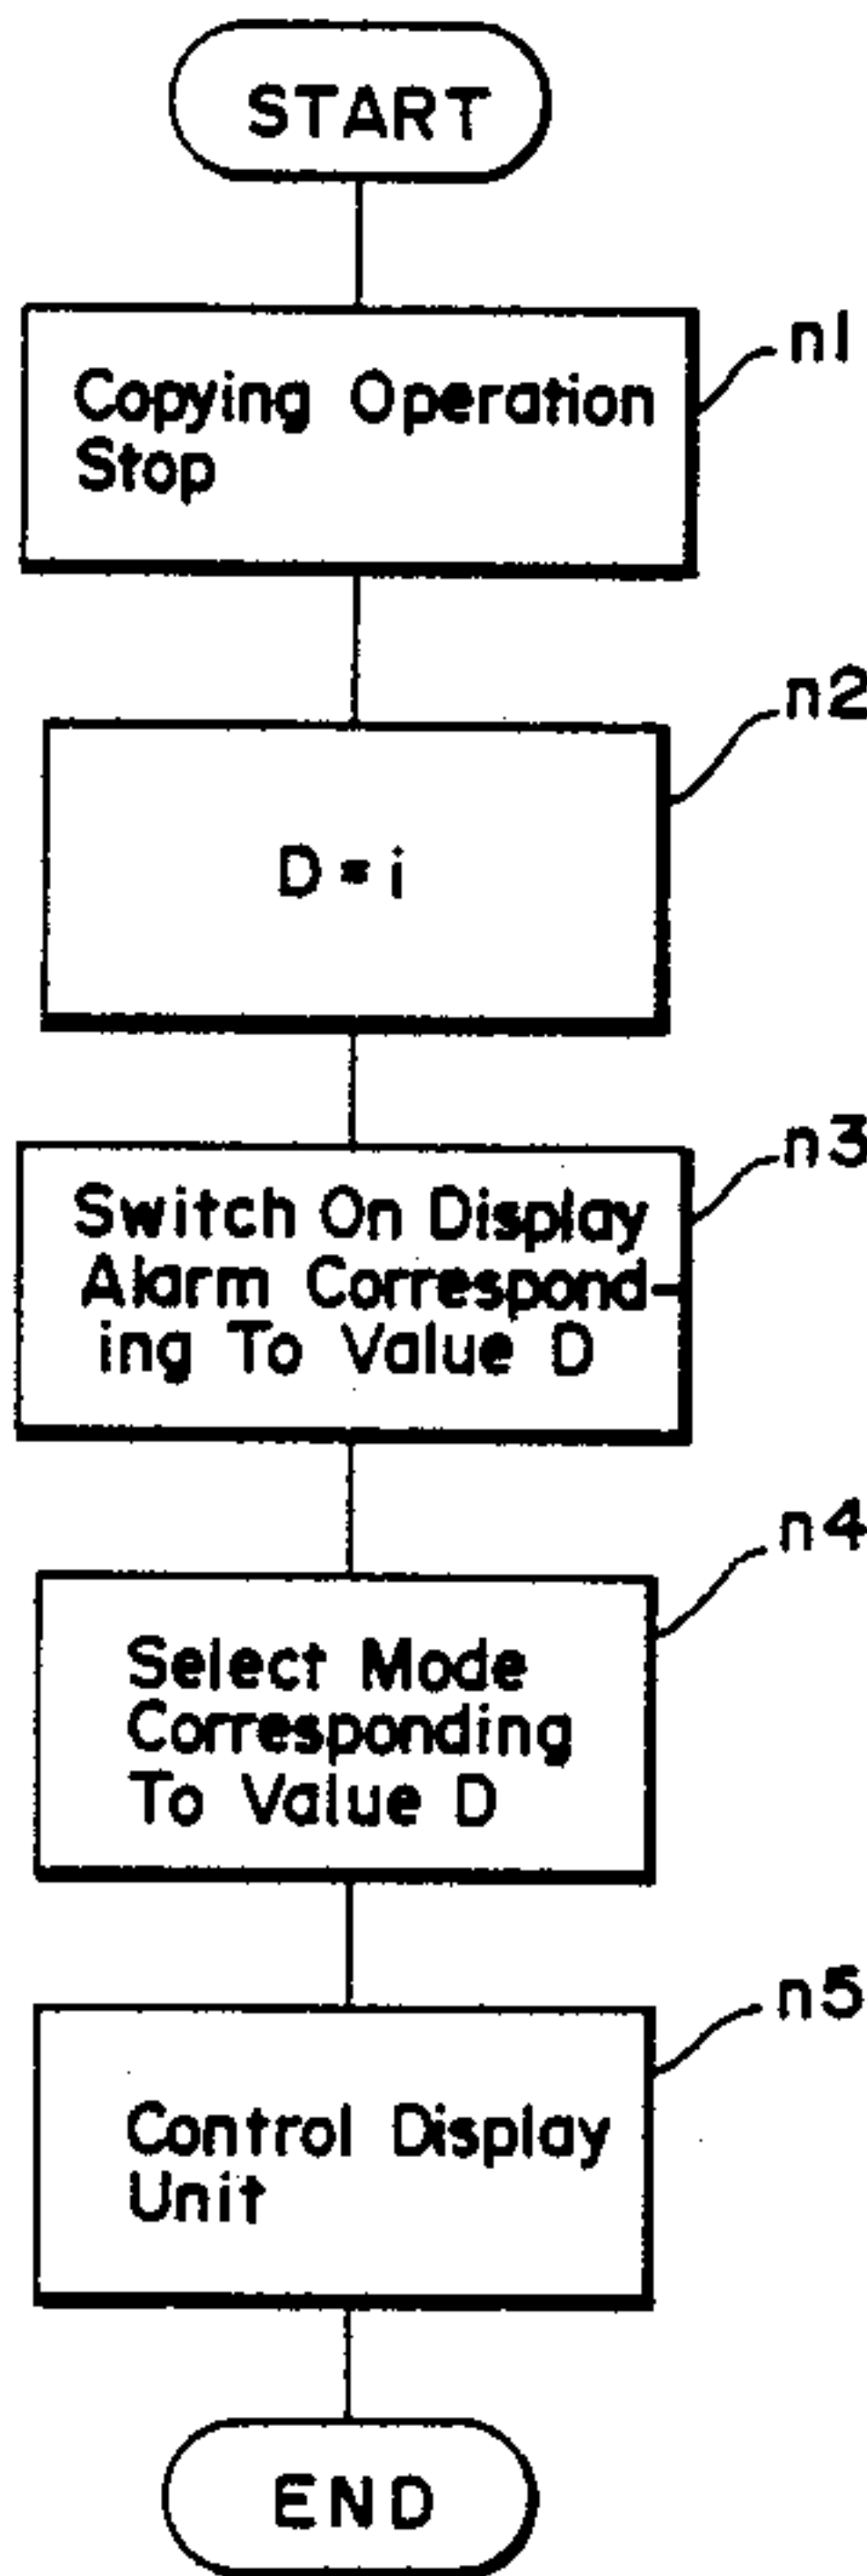 START
n1
Copying Operation
Stop
n2
D = i
n3
Switch On Display
Alarm Correspond-
ing To Value D
n4
Select Mode
Corresponding
To Value D
n5
Control Display
Unit
END